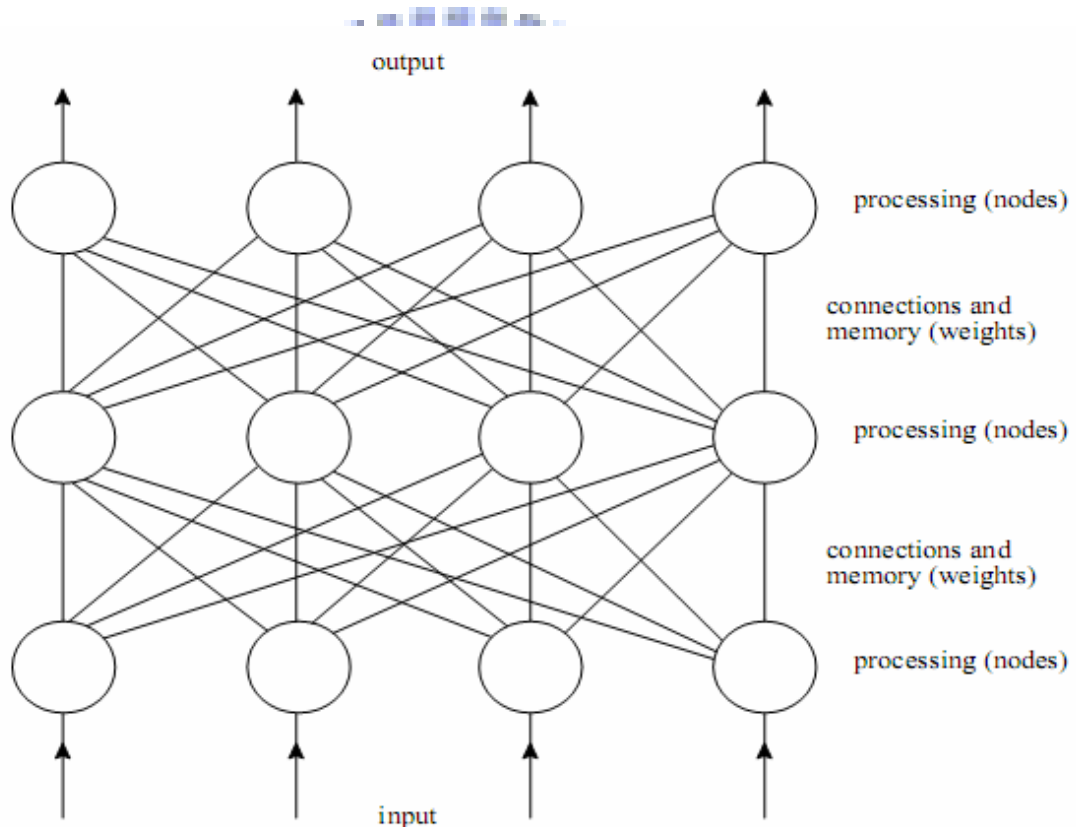 output
processing (nodes)
connections and
memory (weights)
processing (nodes)
connections and
memory (weights)
processing (nodes)
input